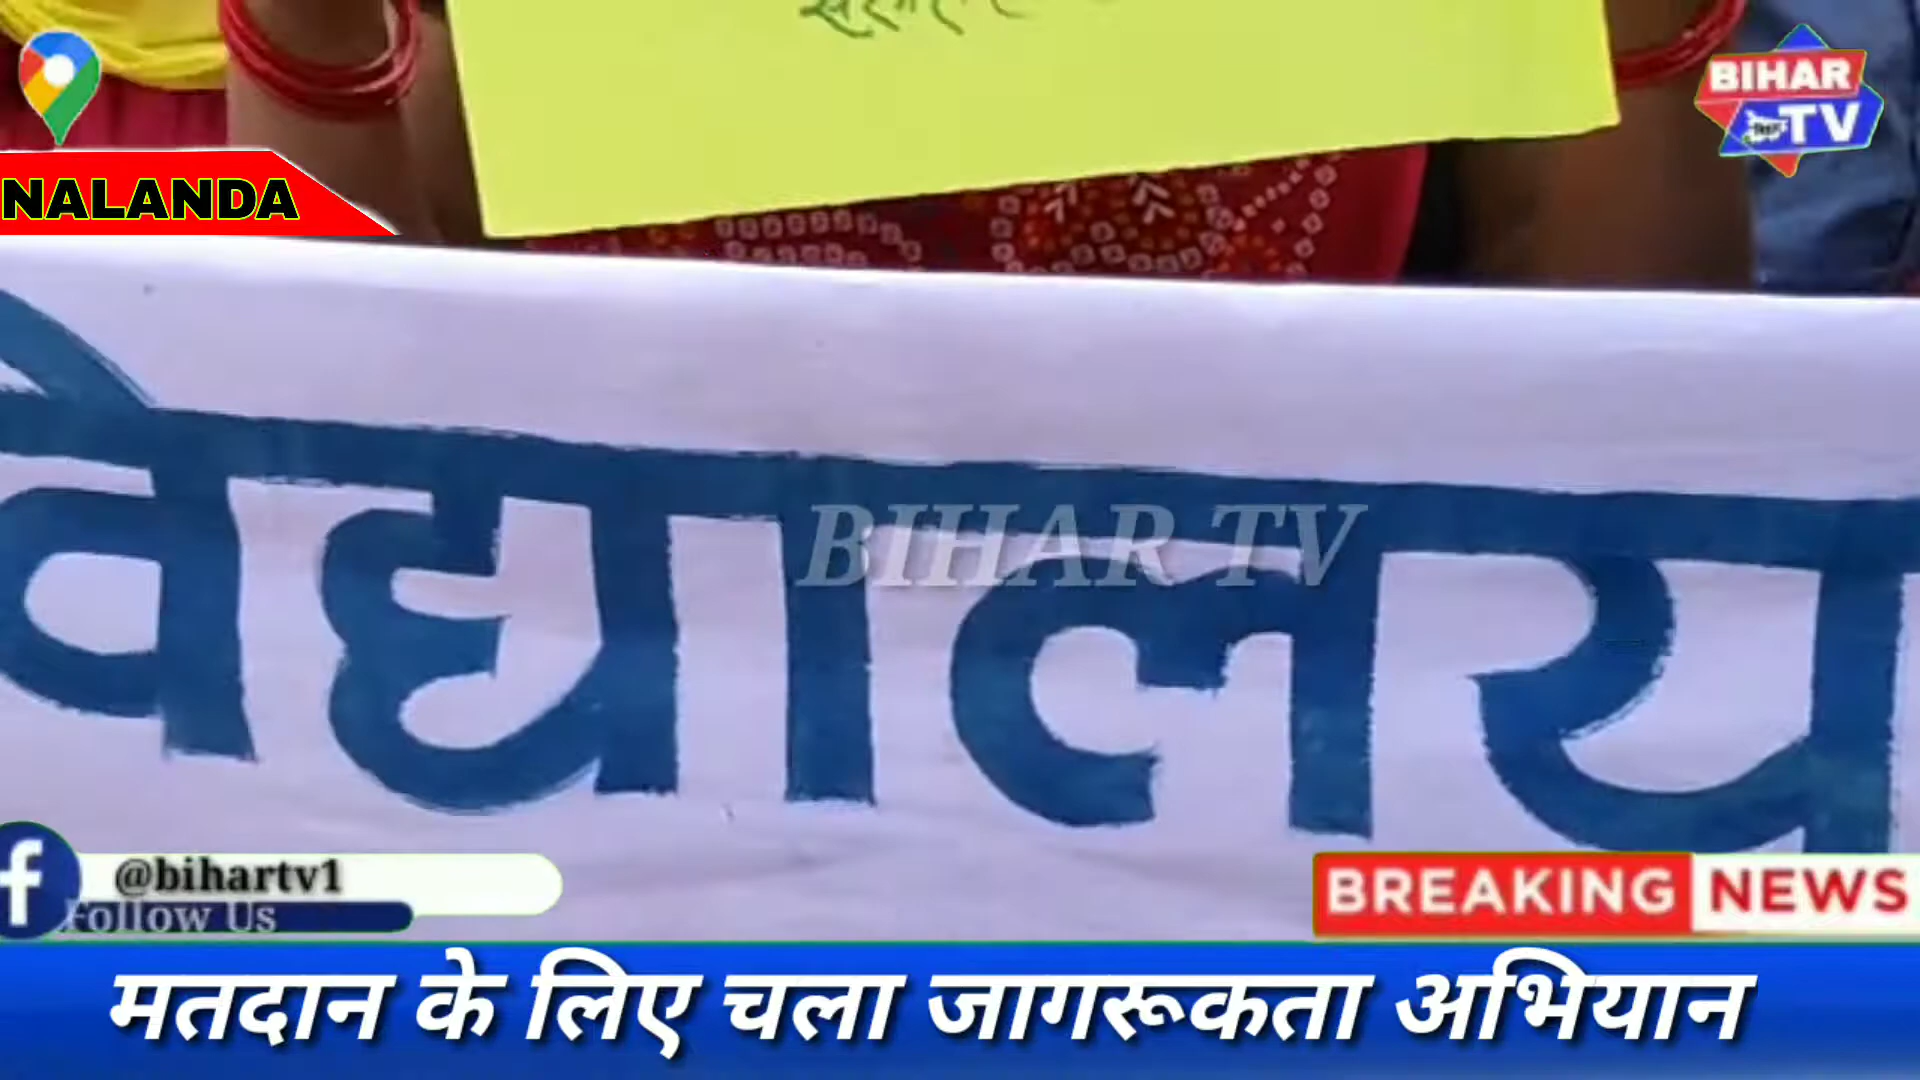 BIHAR
TV
NALANDA
विद्यालय
BIHAR TV
@bihartv1
Follow Us
BREAKING NEWS
मतदान के लिए चला जागरूकता अभियान